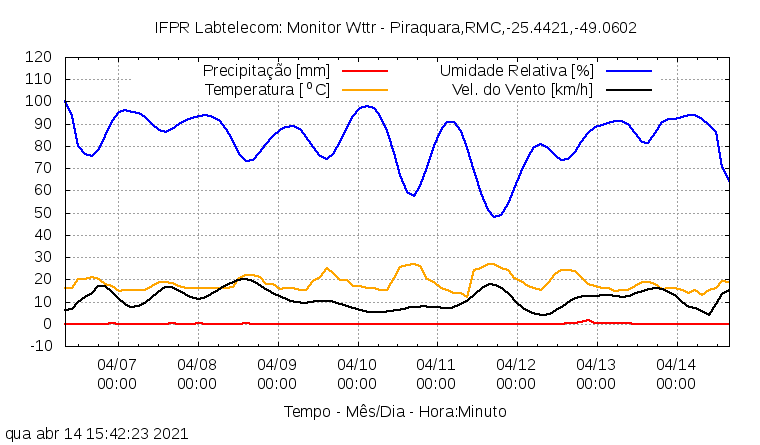 IFPR Labtelecom: Monitor Wttr - Piraquara,RMC,-25.4421,-49.0602
Precipitação [mm]
Temperatura [ ⁰C]
Umidade Relativa [%]
Vel. do Vento [km/h]
120
110
100
90
80
70
60
50
40
30
20
10
0
-10
04/07 04/08 04/09 04/10 04/11 04/12 04/13 04/14
00:00 00:00 00:00 00:00 00:00 00:00 00:00 00:00
Tempo - Mês/Dia - Hora:Minuto
qua abr 14 15:42:23 2021